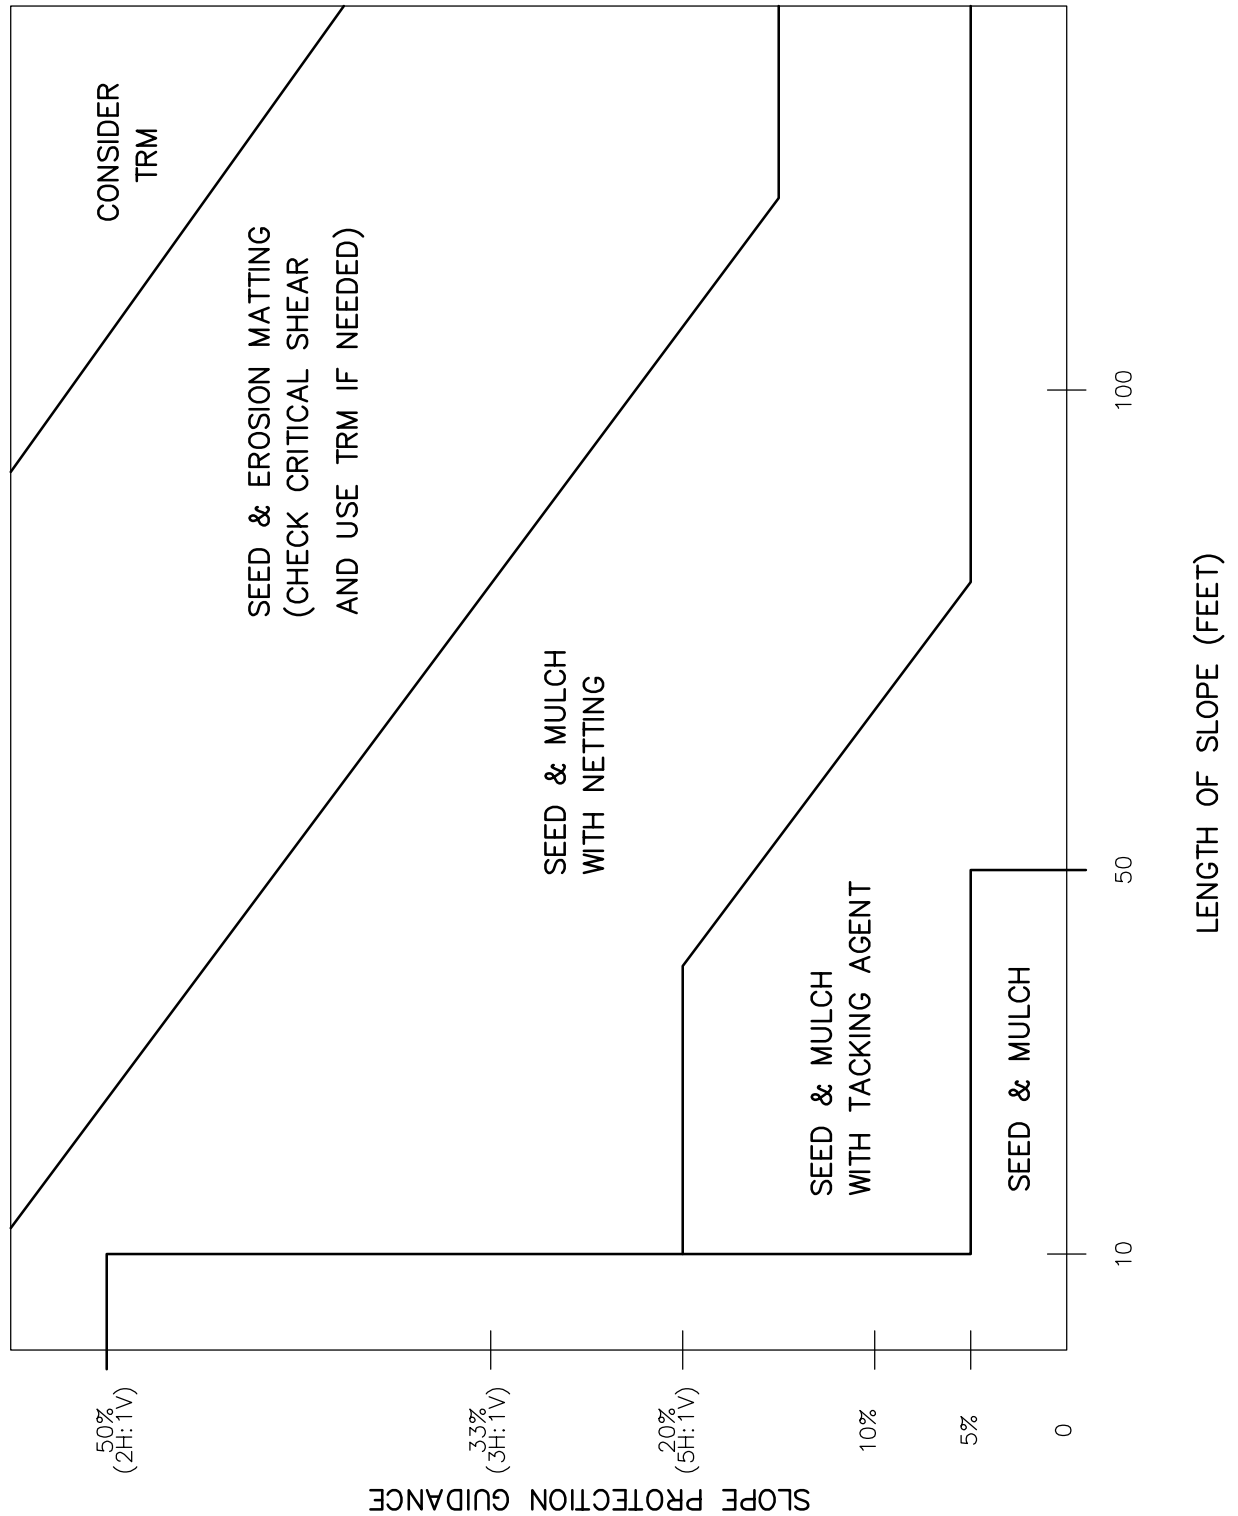 CONSIDER
TRM
SEED & EROSION MATTING
(CHECK CRITICAL SHEAR
AND USE TRM IF NEEDED)
SEED & MULCH
WITH NETTING
SEED & MULCH
WITH TACKING AGENT
SEED & MULCH
50%
(2H:1V)
33%
(3H:1V)
20%
(5H:1V)
10%
5%
0
SLOPE PROTECTION GUIDANCE
10
50
100
LENGTH OF SLOPE (FEET)